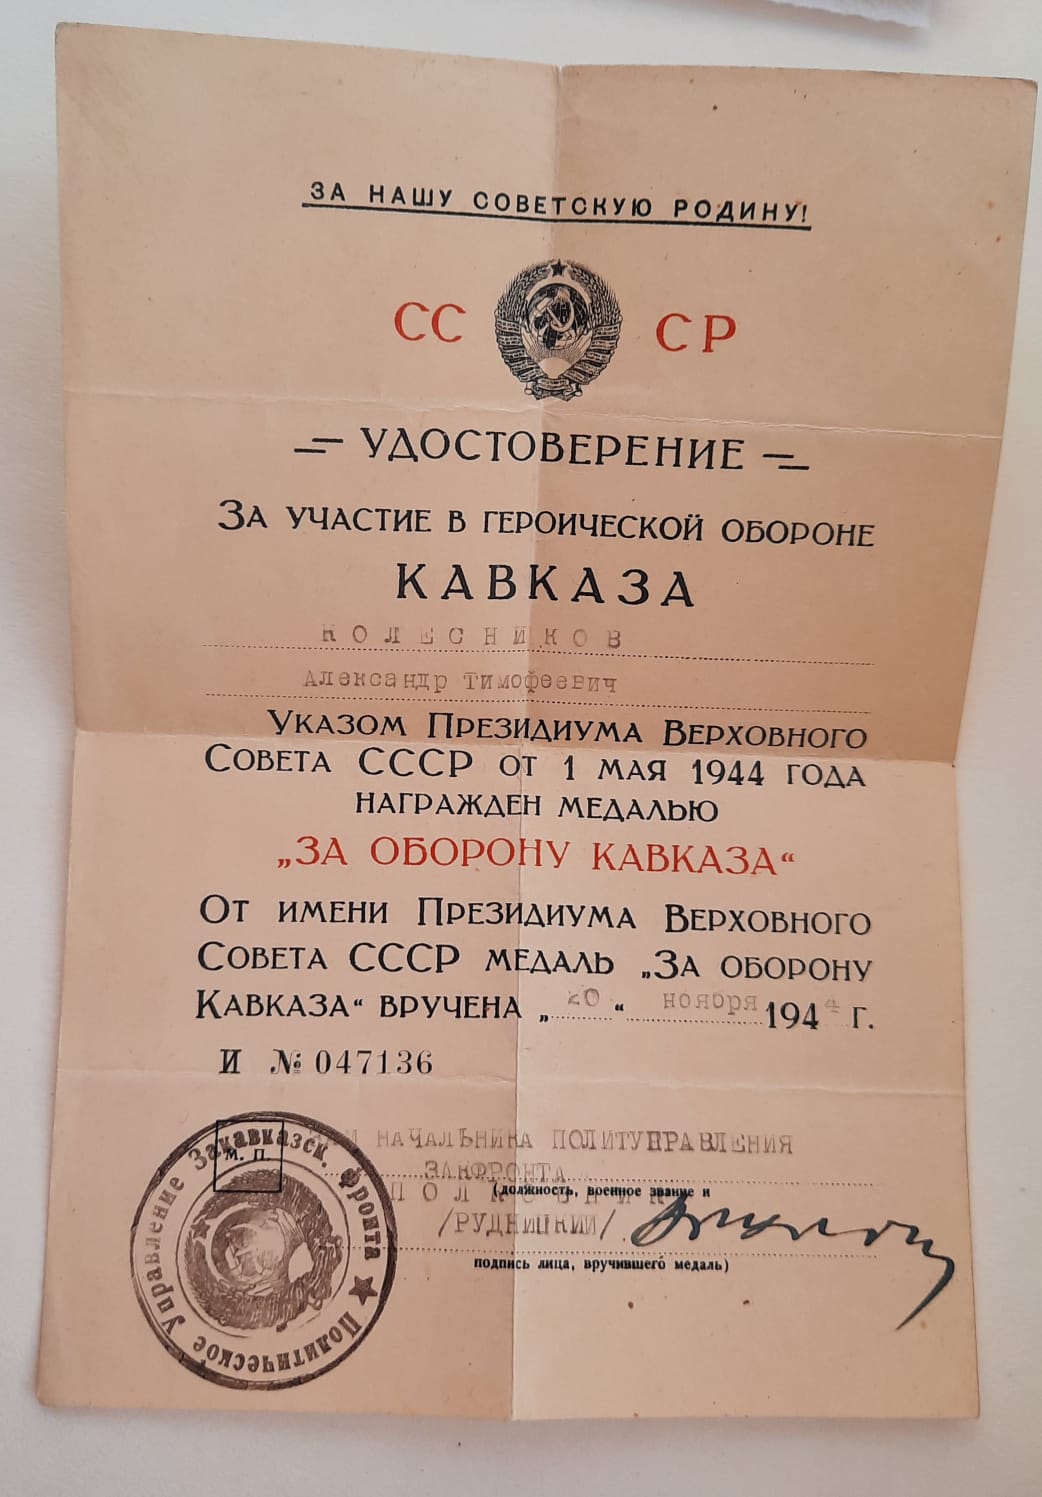 ЗА НАШУ СОВЕТСКУЮ РОДИНУ!
СС СР
УДОСТОВЕРЕНИЕ
ЗА УЧАСТИЕ В ГЕРОИЧЕСКОЙ ОБОРОНЕ
КАВКАЗА
КОЛЕСНИКОВ
Александр Тимофеевич
УКАЗОМ ПРЕЗИДИУМА ВЕРХОВНОГО
СОВЕТА СССР ОТ 1 МАЯ 1944 ГОДА
НАГРАЖДЕН МЕДАЛЬЮ
„ЗА ОБОРОНУ КАВКАЗА“
ОТ ИМЕНИ ПРЕЗИДИУМА ВЕРХОВНОГО
СОВЕТА СССР МЕДАЛЬ „ЗА ОБОРОНУ
КАВКАЗА“ ВРУЧЕНА „20“ ноября 1944 Г.
И № 047136
НАЧАЛЬНИКА ПОЛИТУПРАВЛЕНИЯ
ЗАКФРОНТА
(должность, военное звание и
ПОЛКОВНИК
/РУДНИЦКИЙ/.
подпись лица, вручившего медаль)
М. П.
Политическое Управление Закавказск. фронта